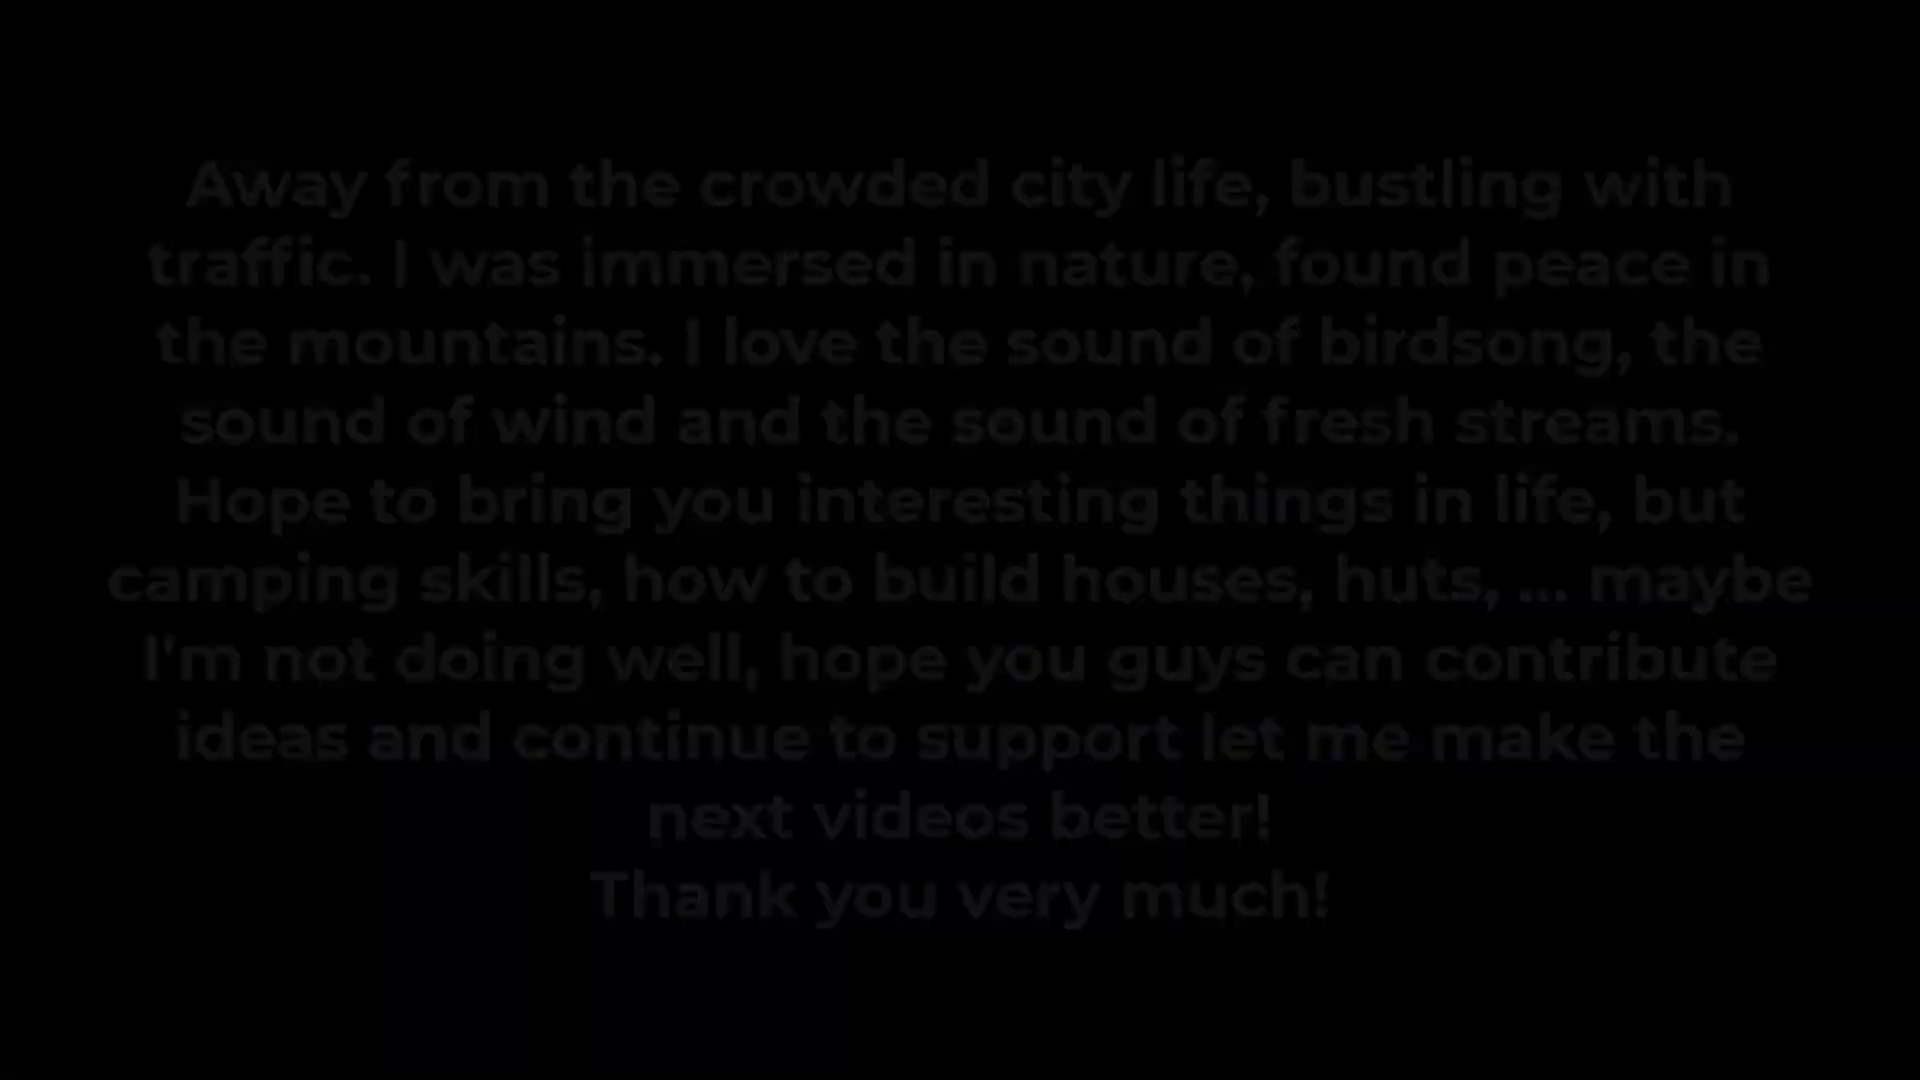 Away from the crowded city life, bustling with
traffic. I was immersed in nature, found peace in
the mountains. I love the sound of birdsong, the
sound of wind and the sound of fresh streams.
Hope to bring you interesting things in life, but
camping skills, how to build houses, huts, ... maybe
I'm not doing well, hope you guys can contribute
ideas and continue to support let me make the
next videos better!
Thank you very much!